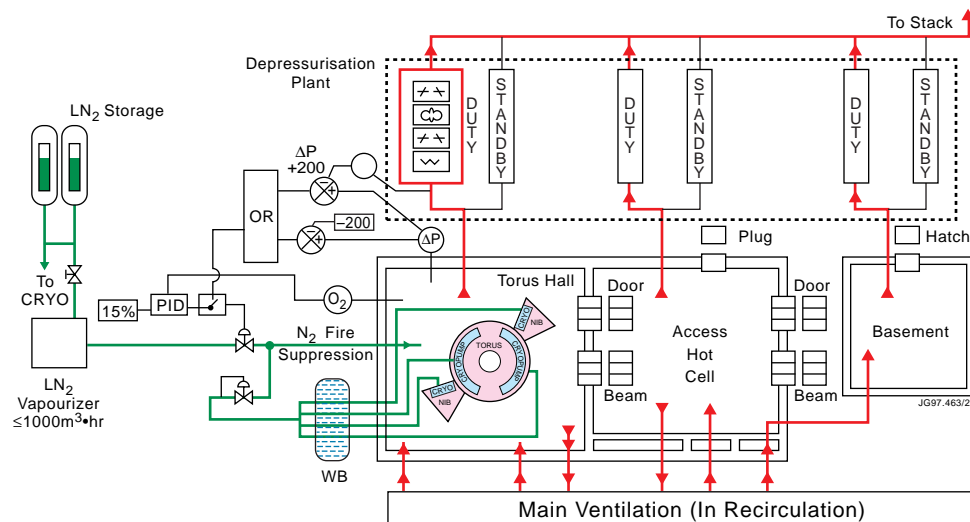 To Stack
Depressurisation
Plant
LN2 Storage
DUTY
STANDBY
DUTY
STANDBY
DUTY
STANDBY
ΔP
+200
− +
OR
−200
− +
ΔP
Plug
Hatch
To
CRYO
15%
PID
O2
Torus Hall
Door
Door
N2 Fire
Suppression
CRYO
NIB
TORUS
CRYOPUMP
CRYOPUMP
CRYO
NIB
Access
Hot
Cell
Basement
LN2
Vapourizer
≤1000m³•hr
WB
Beam
Beam
JG97.463/2
Main Ventilation (In Recirculation)